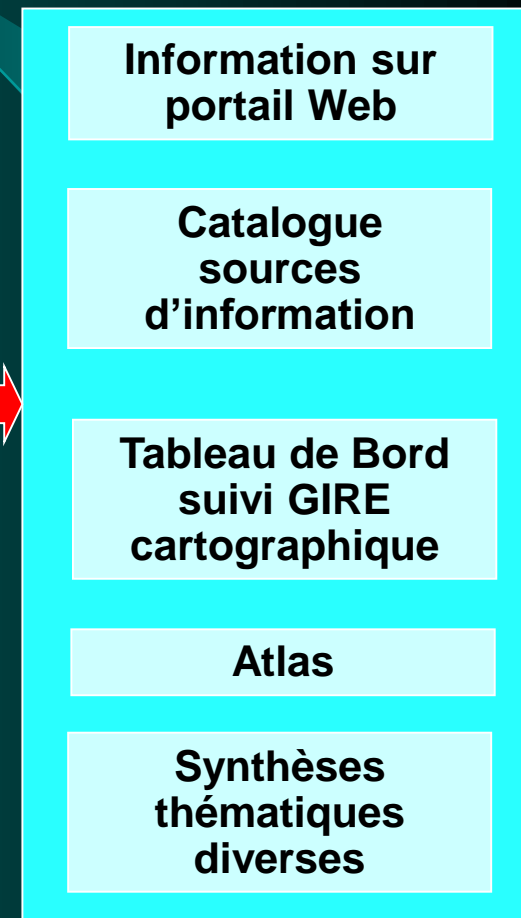 Information sur
portail Web
Catalogue
sources
d’information
Tableau de Bord
suivi GIRE
cartographique
Atlas
Synthèses
thématiques
diverses